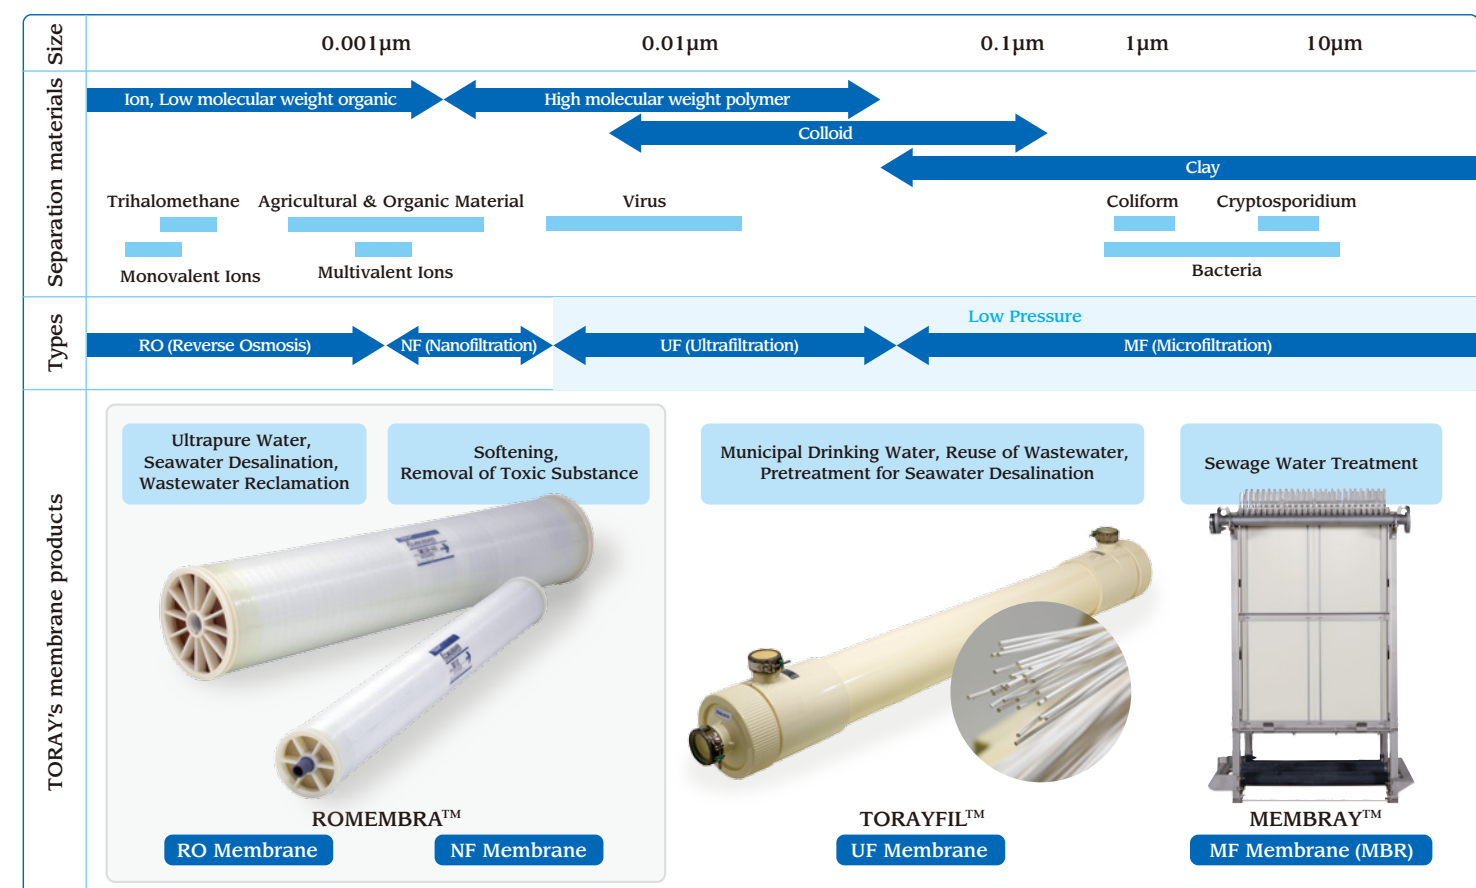 Size
0.001µm
0.01µm
0.1µm
1µm
10µm
Separation materials
Ion, Low molecular weight organic
High molecular weight polymer
Colloid
Clay
Trihalomethane
Agricultural & Organic Material
Virus
Coliform
Cryptosporidium
Monovalent Ions
Multivalent Ions
Bacteria
Types
Low Pressure
RO (Reverse Osmosis)
NF (Nanofiltration)
UF (Ultrafiltration)
MF (Microfiltration)
TORAY's membrane products
Ultrapure Water,
Seawater Desalination,
Wastewater Reclamation
Softening,
Removal of Toxic Substance
Municipal Drinking Water, Reuse of Wastewater,
Pretreatment for Seawater Desalination
Sewage Water Treatment
ROMEMBRA™
RO Membrane
NF Membrane
TORAYFIL™
UF Membrane
MEMBRAY™
MF Membrane (MBR)